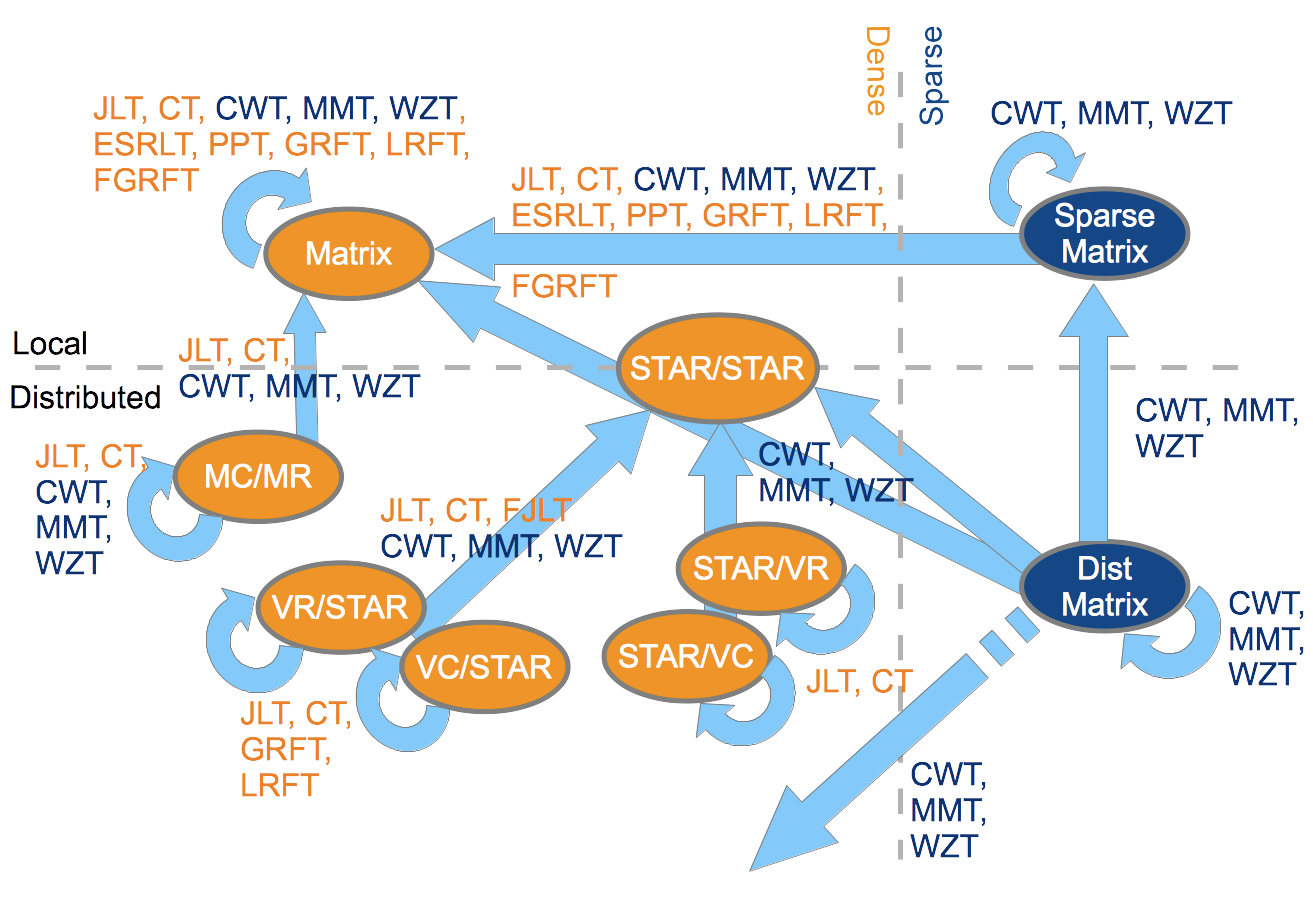 Dense
Sparse
JLT, CT, CWT, MMT, WZT,
ESRLT, PPT, GRFT, LRFT,
FGRFT
CWT, MMT, WZT
JLT, CT, CWT, MMT, WZT,
ESRLT, PPT, GRFT, LRFT,
FGRFT
Matrix
Sparse
Matrix
Local
Distributed
JLT, CT,
CWT, MMT, WZT
STAR/STAR
CWT, MMT,
WZT
JLT, CT,
CWT,
MMT,
WZT
MC/MR
CWT,
MMT, WZT
JLT, CT, FJLT
CWT, MMT, WZT
STAR/VR
Dist
Matrix
VR/STAR
VC/STAR
STAR/VC
CWT,
MMT,
WZT
JLT, CT
JLT, CT,
GRFT,
LRFT
CWT,
MMT,
WZT